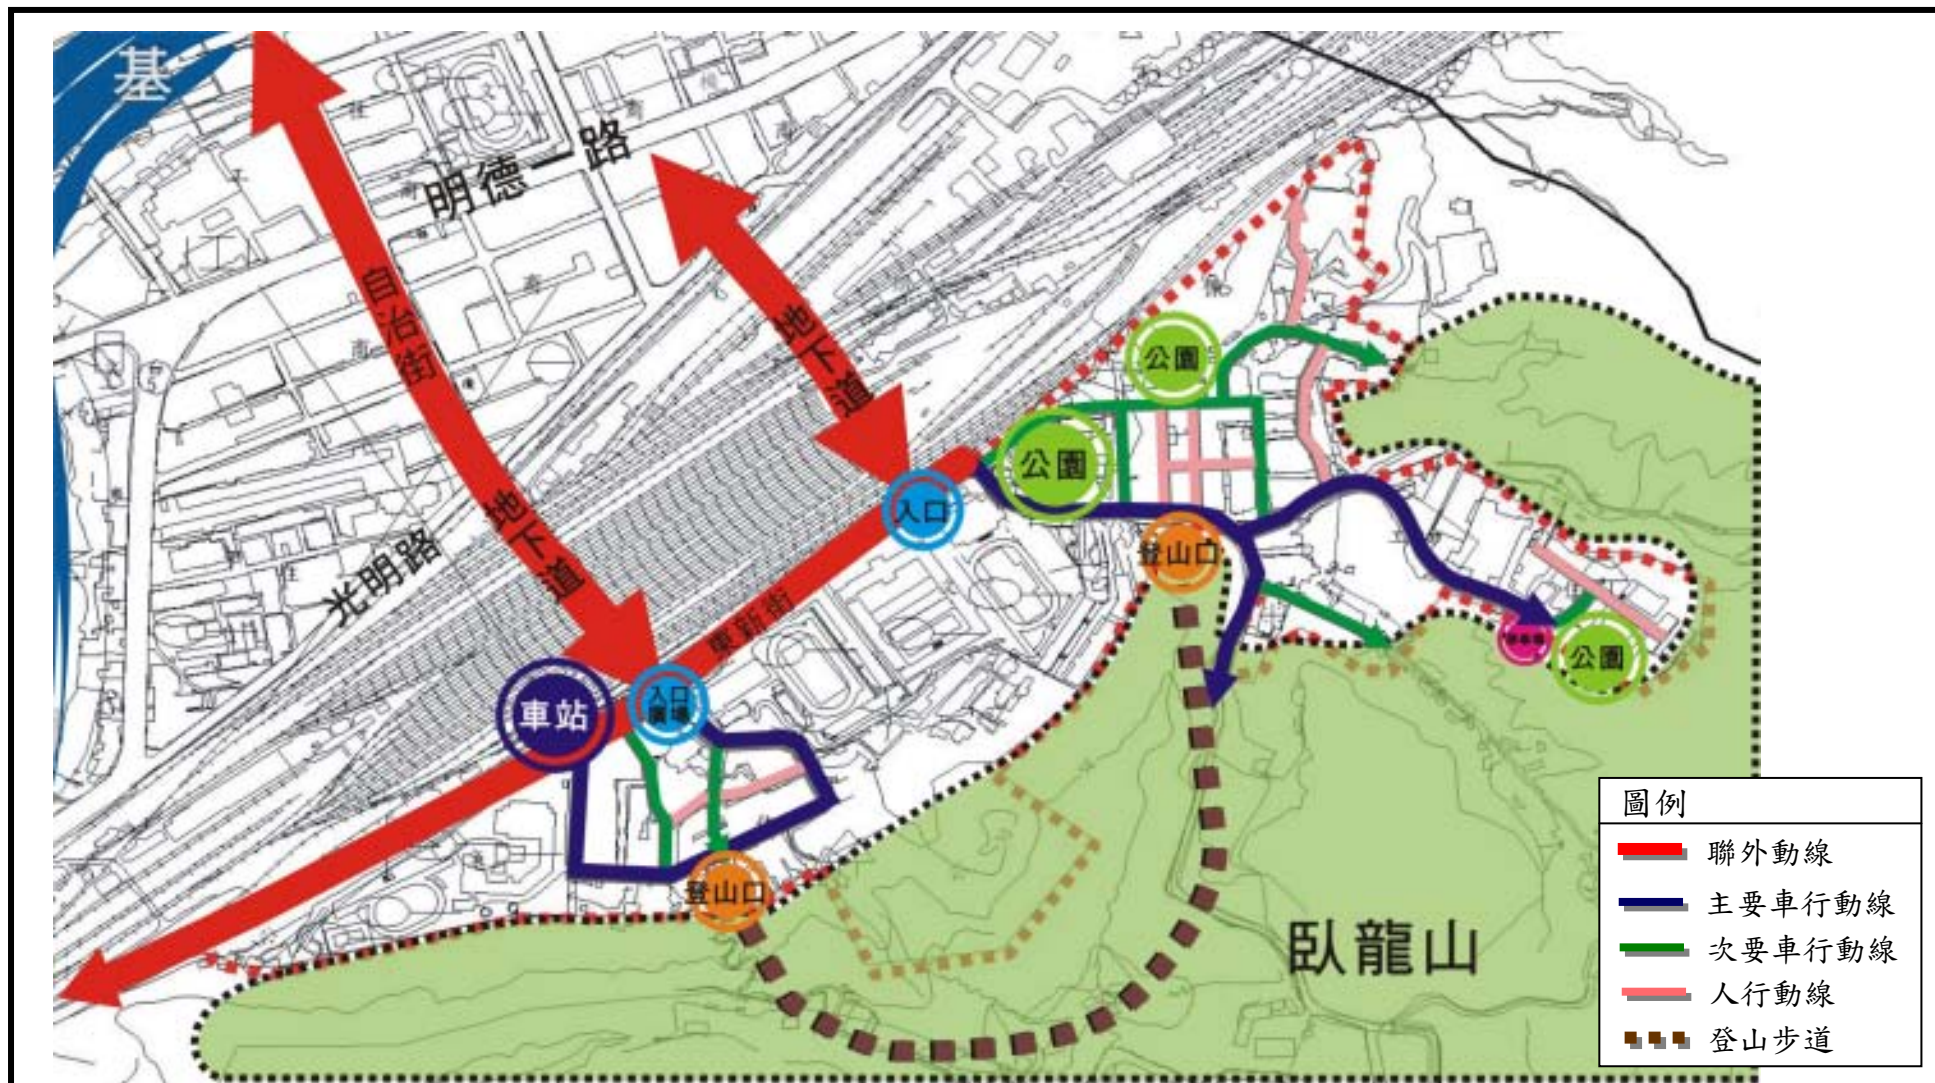 基
明德一路
自治街
地下道
地下道
光明路
東新街
公園
公園
入口
登山口
公園
車站
入口
廣場
登山口
臥龍山
圖例
聯外動線
主要車行動線
次要車行動線
人行動線
登山步道